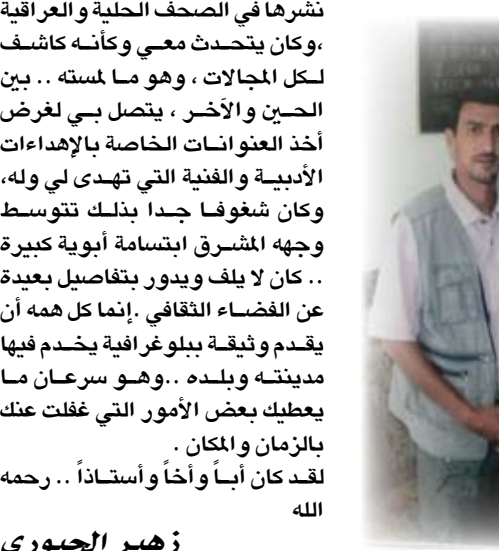 نشرها في الصحف الحلية والعراقية
،وكان يتحدث معي وكأنه كاشف
لكل المجالات ، وهو ما لمسته .. بين
الحين والآخر ، يتصل بي لغرض
أخذ العنوانات الخاصة بالإهداءات
الأدبية والفنية التي تهدى لي وله،
وكان شغوفا جدا بذلك تتوسط
وجهه المشرق ابتسامة أبوية كبيرة
.. كان لا يلف ويدور بتفاصيل بعيدة
عن الفضاء الثقافي .إنما كل همه أن
يقدم وثيقة ببلوغرافية يخدم فيها
مدينته وبلده ..وهو سرعان ما
يعطيك بعض الأمور التي غفلت عنك
بالزمان والمكان .
لقد كان أباً وأخاً وأستاذاً .. رحمه
الله
زهير الجبوري